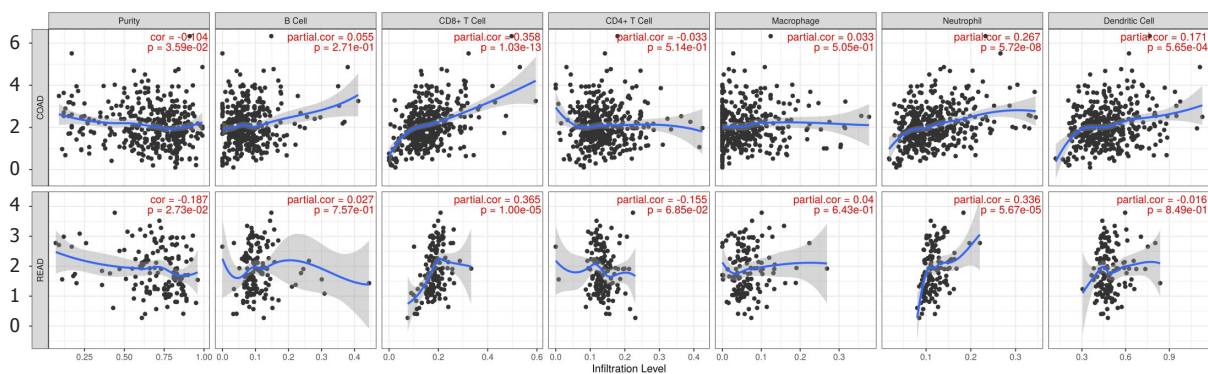 Purity B Cell CD8+ T Cell CD4+ T Cell Macrophage Neutrophil Dendritic Cell
COAD
6
4
2
0
cor = -0.104
p = 3.59e-02
partial.cor = 0.055
p = 2.71e-01
partial.cor = 0.358
p = 1.03e-13
partial.cor = -0.033
p = 5.14e-01
partial.cor = 0.033
p = 5.05e-01
partial.cor = 0.267
p = 5.72e-08
partial.cor = 0.171
p = 5.65e-04
READ
4
3
2
1
0
cor = -0.187
p = 2.73e-02
partial.cor = 0.027
p = 7.57e-01
partial.cor = 0.365
p = 1.00e-05
partial.cor = -0.155
p = 6.85e-02
partial.cor = 0.04
p = 6.43e-01
partial.cor = 0.336
p = 5.67e-05
partial.cor = -0.016
p = 8.49e-01
0.25 0.50 0.75 1.00 0.0 0.1 0.2 0.3 0.4 0.0 0.2 0.4 0.6 0.0 0.1 0.2 0.3 0.4 0.0 0.1 0.2 0.3 0.1 0.2 0.3 0.3 0.6 0.9
Infiltration Level